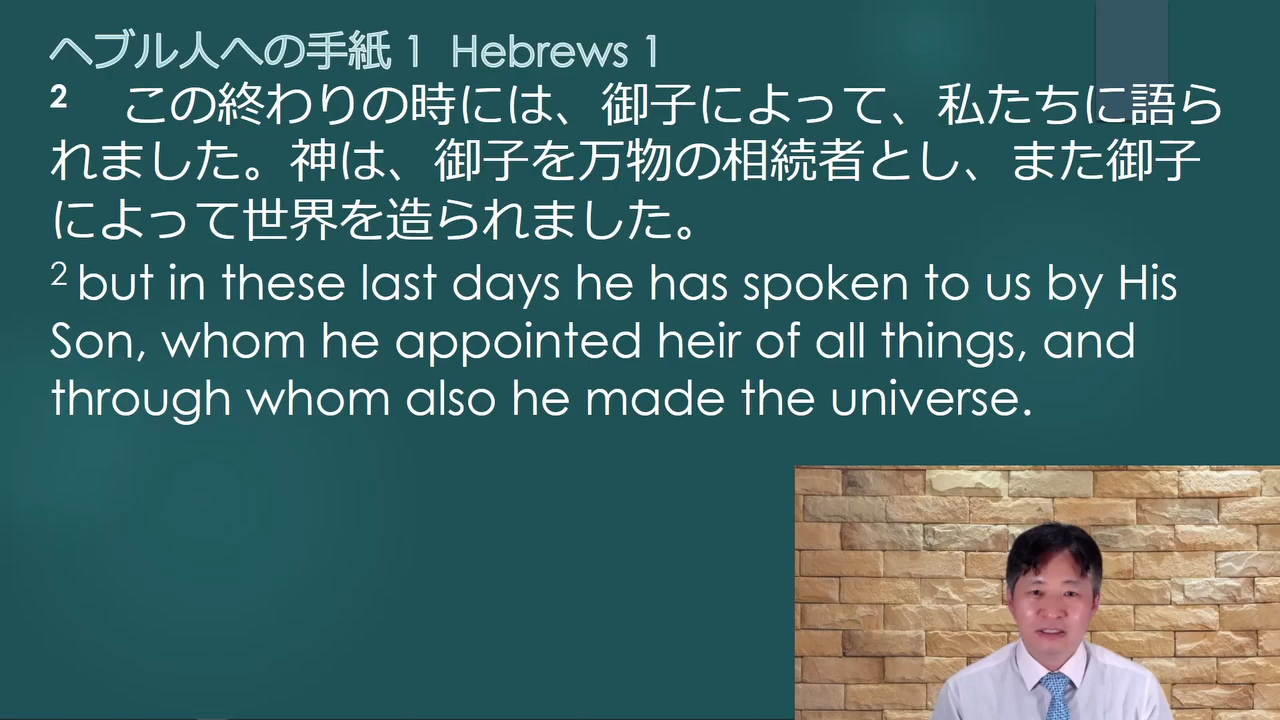 ヘブル人への手紙 1 Hebrews 1
2 この終わりの時には、御子によって、私たちに語ら
れました。神は、御子を万物の相続者とし、また御子
によって世界を造られました。
2 but in these last days he has spoken to us by His
Son, whom he appointed heir of all things, and
through whom also he made the universe.